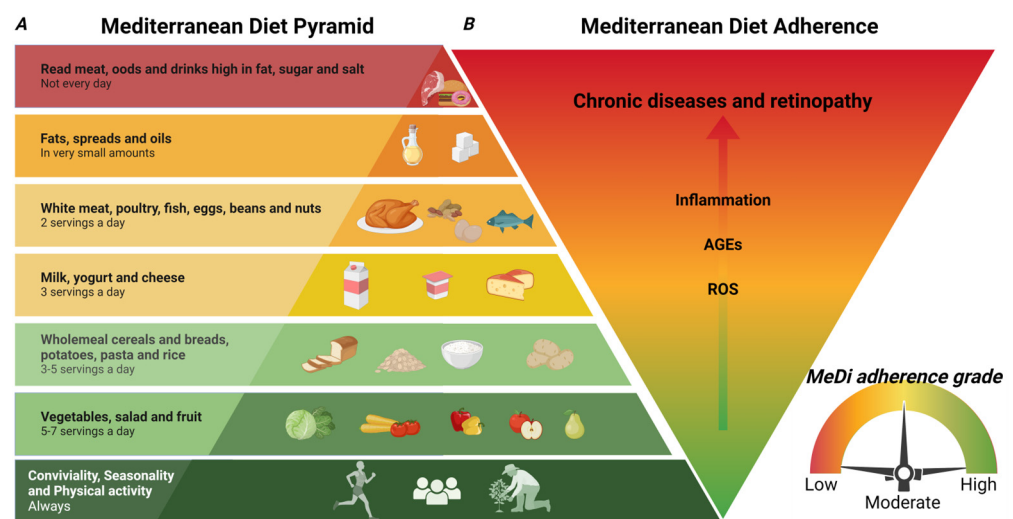 A
Mediterranean Diet Pyramid
Read meat, oods and drinks high in fat, sugar and salt
Not every day
Fats, spreads and oils
In very small amounts
White meat, poultry, fish, eggs, beans and nuts
2 servings a day
Milk, yogurt and cheese
3 servings a day
Wholemeal cereals and breads,
potatoes, pasta and rice
3-5 servings a day
Vegetables, salad and fruit
5-7 servings a day
Conviviality, Seasonality
and Physical activity
Always
B
Mediterranean Diet Adherence
Chronic diseases and retinopathy
Inflammation
AGEs
ROS
MeDi adherence grade
Low
Moderate
High